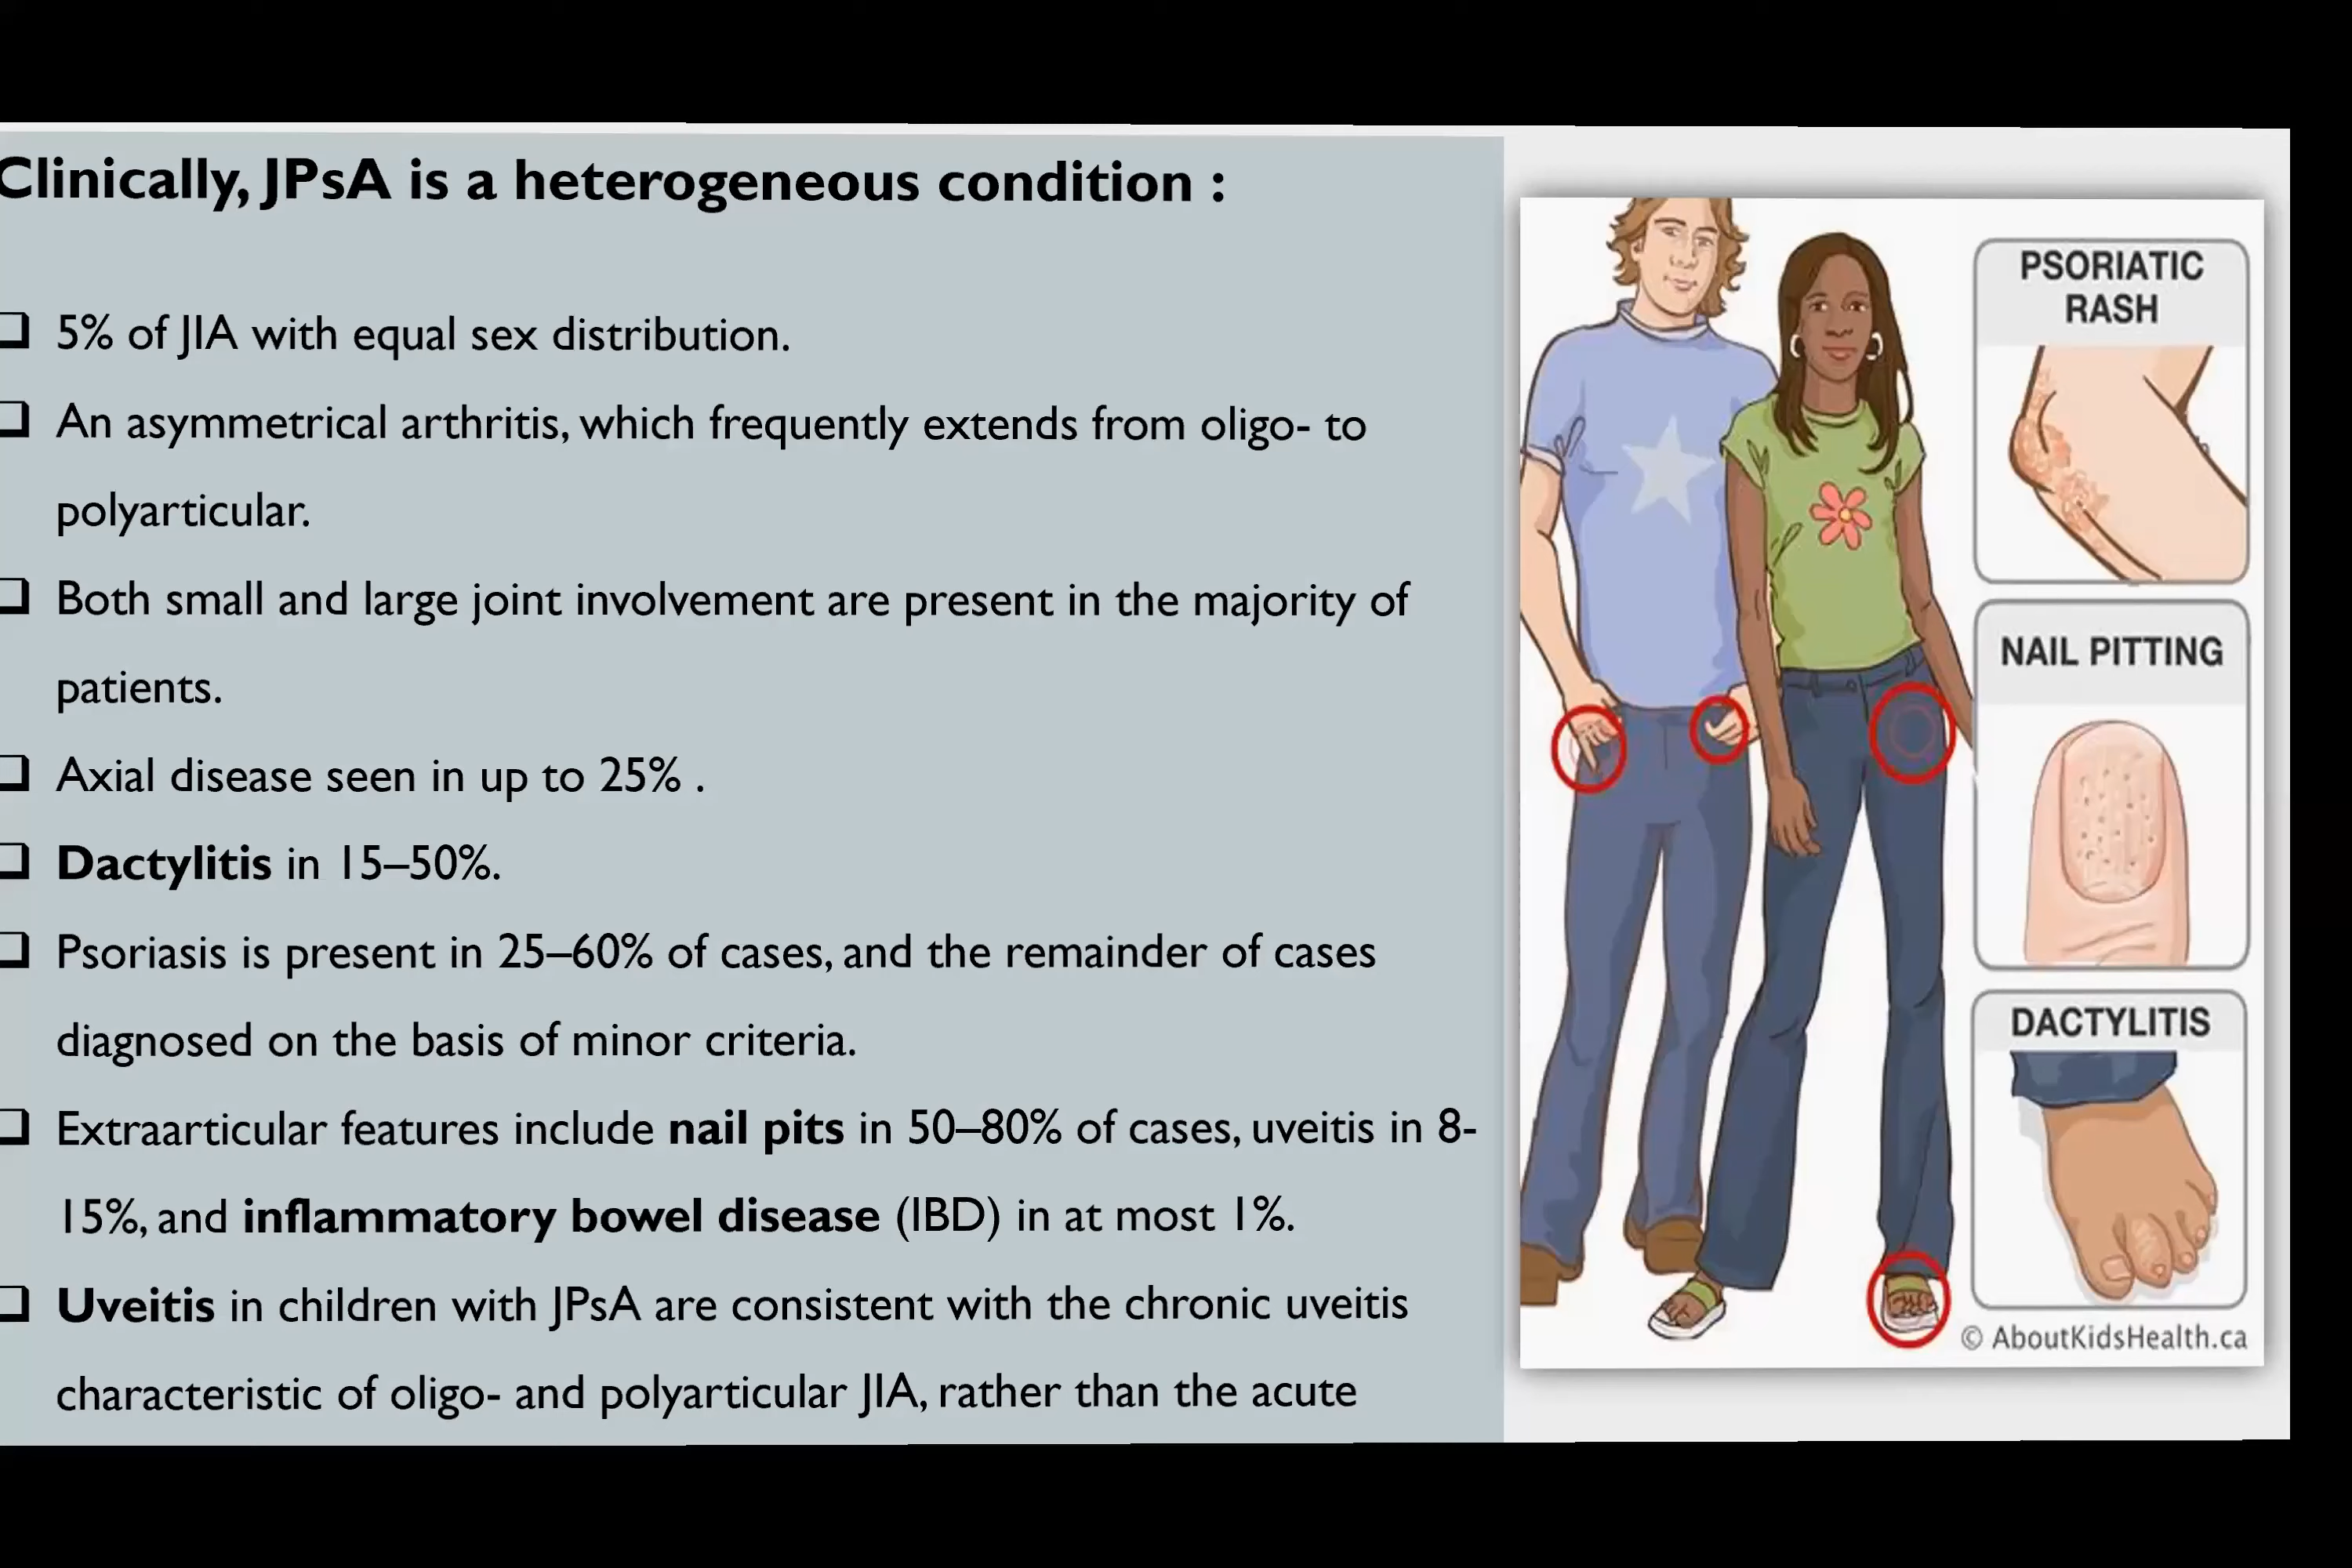 Clinically, JPsA is a heterogeneous condition :
5% of JIA with equal sex distribution.
An asymmetrical arthritis, which frequently extends from oligo- to
polyarticular.
Both small and large joint involvement are present in the majority of
patients.
Axial disease seen in up to 25% .
Dactylitis in 15–50%.
Psoriasis is present in 25–60% of cases, and the remainder of cases
diagnosed on the basis of minor criteria.
Extraarticular features include nail pits in 50–80% of cases, uveitis in 8-
15%, and inflammatory bowel disease (IBD) in at most 1%.
Uveitis in children with JPsA are consistent with the chronic uveitis
characteristic of oligo- and polyarticular JIA, rather than the acute
PSORIATIC
RASH
NAIL PITTING
DACTYLITIS
© AboutKidsHealth.ca